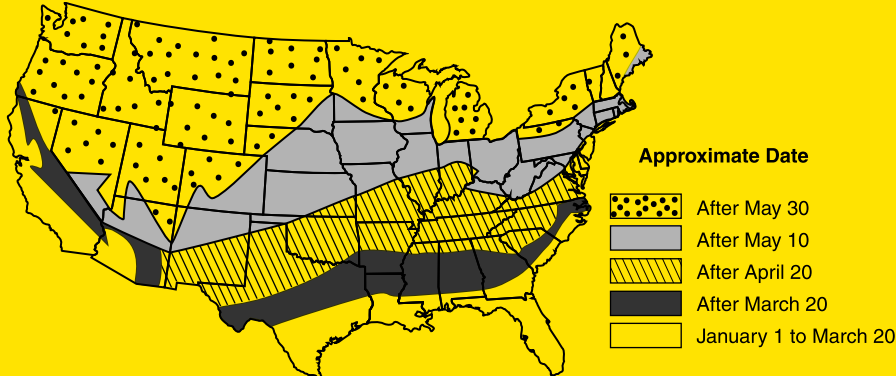 Approximate Date
After May 30
After May 10
After April 20
After March 20
January 1 to March 20